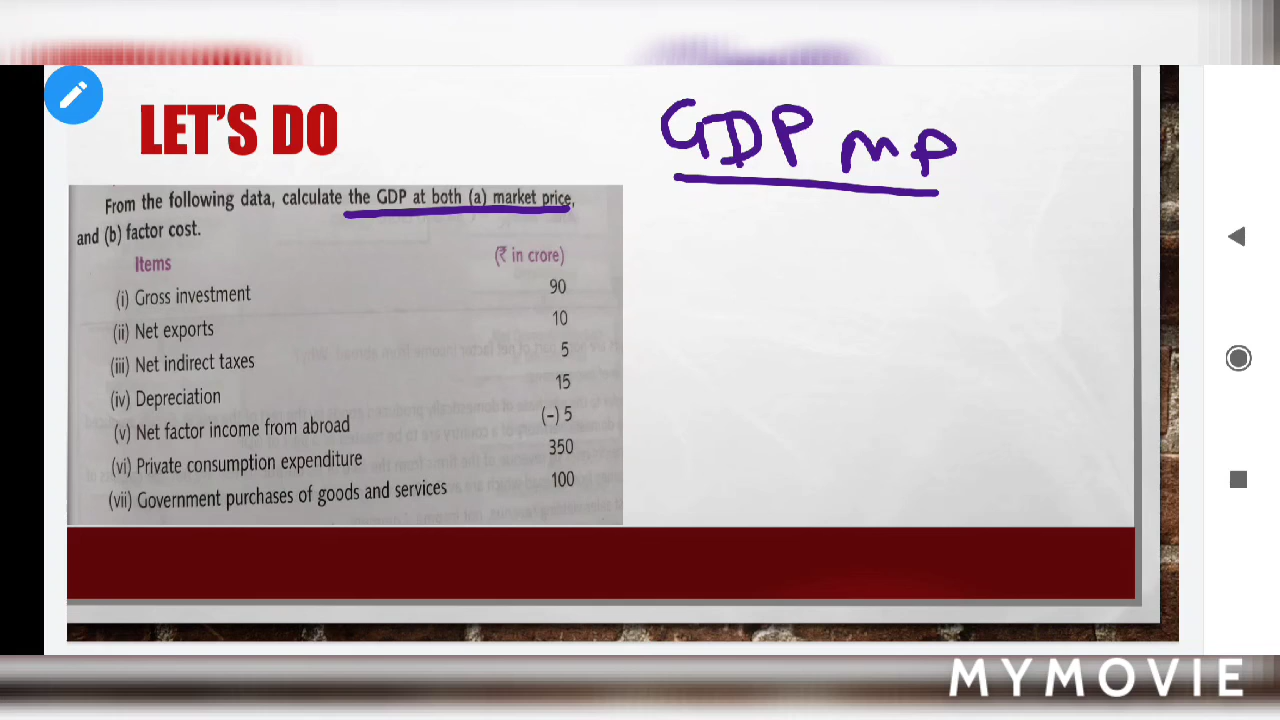 LET'S DO
GDP MP
From the following data, calculate the GDP at both (a) market price,
and (b) factor cost.
Items (₹ in crore)
(i) Gross investment 90
(ii) Net exports 10
(iii) Net indirect taxes 5
(iv) Depreciation 15
(v) Net factor income from abroad (–) 5
(vi) Private consumption expenditure 350
(vii) Government purchases of goods and services 100
MYMOVIE